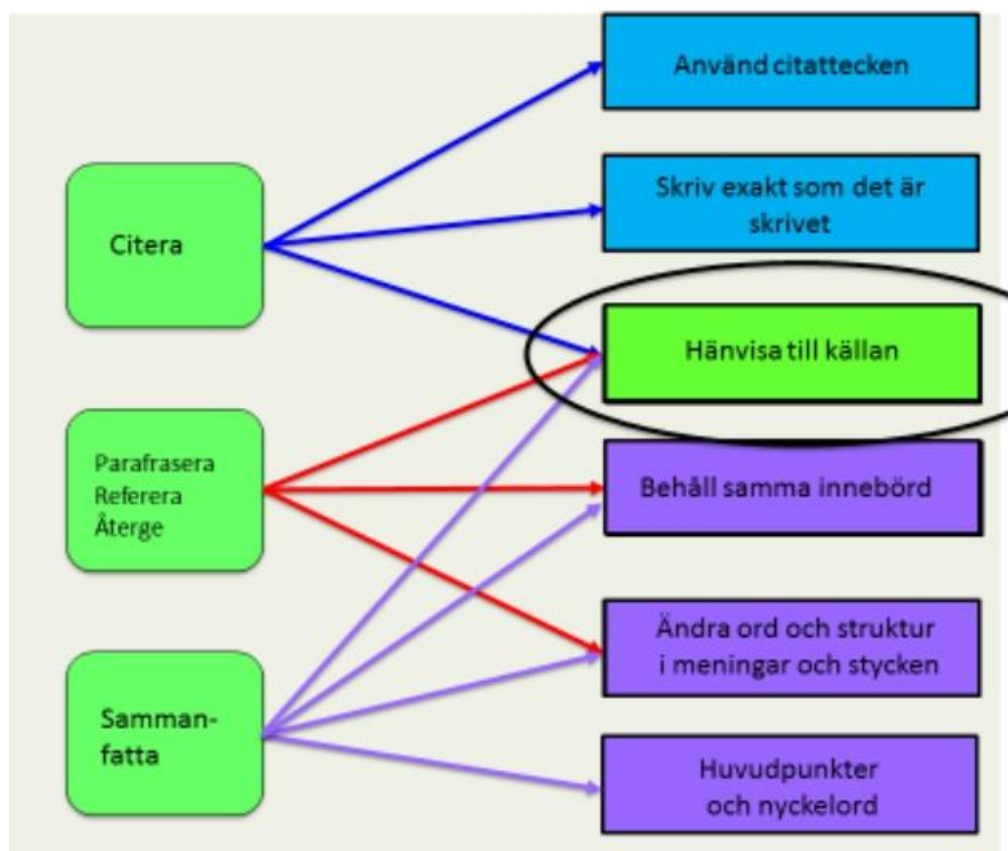 Använd citattecken
Skriv exakt som det är
skrivet
Citera
Hänvisa till källan
Parafrasera
Referera
Återge
Behåll samma innebörd
Ändra ord och struktur
i meningar och stycken
Samman-
fatta
Huvudpunkter
och nyckelord